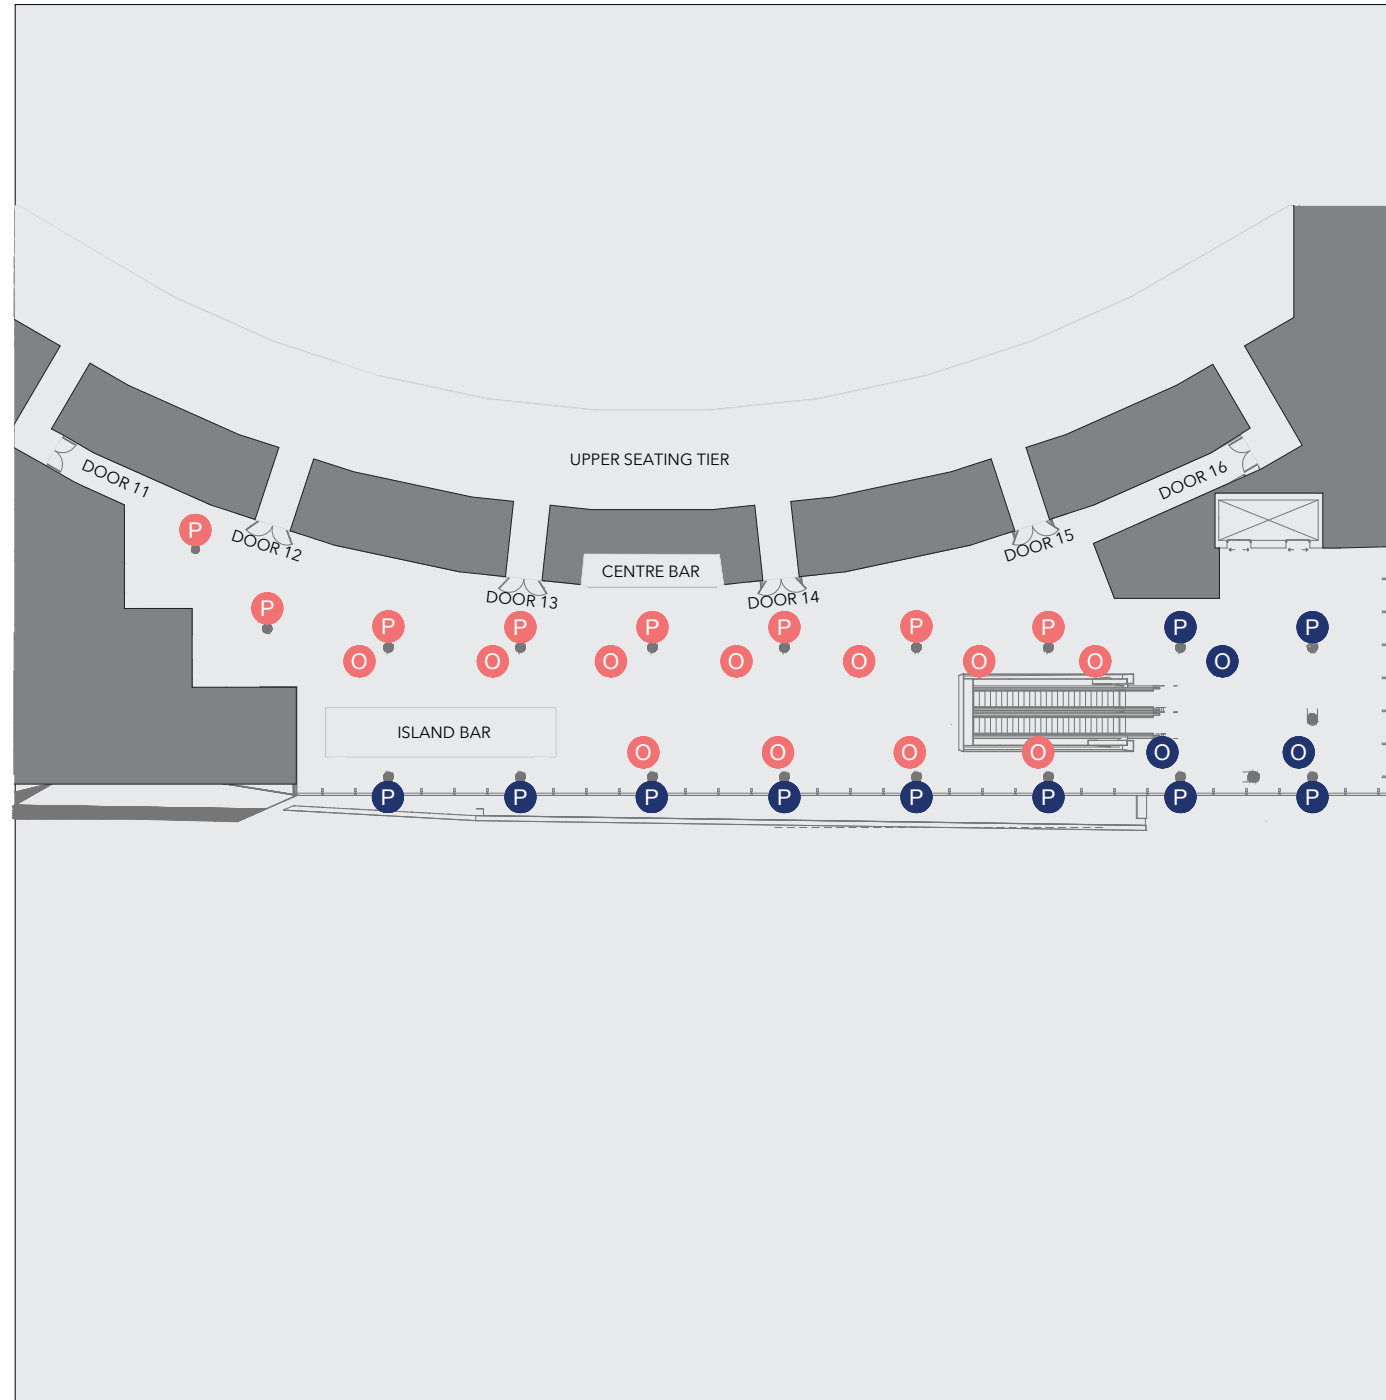 UPPER SEATING TIER
DOOR 11
DOOR 16
P
DOOR 12
DOOR 15
CENTRE BAR
DOOR 13
DOOR 14
P
P P P P P P P P
O O O O O O O O
ISLAND BAR
O O O O O O
P P P P P P P P